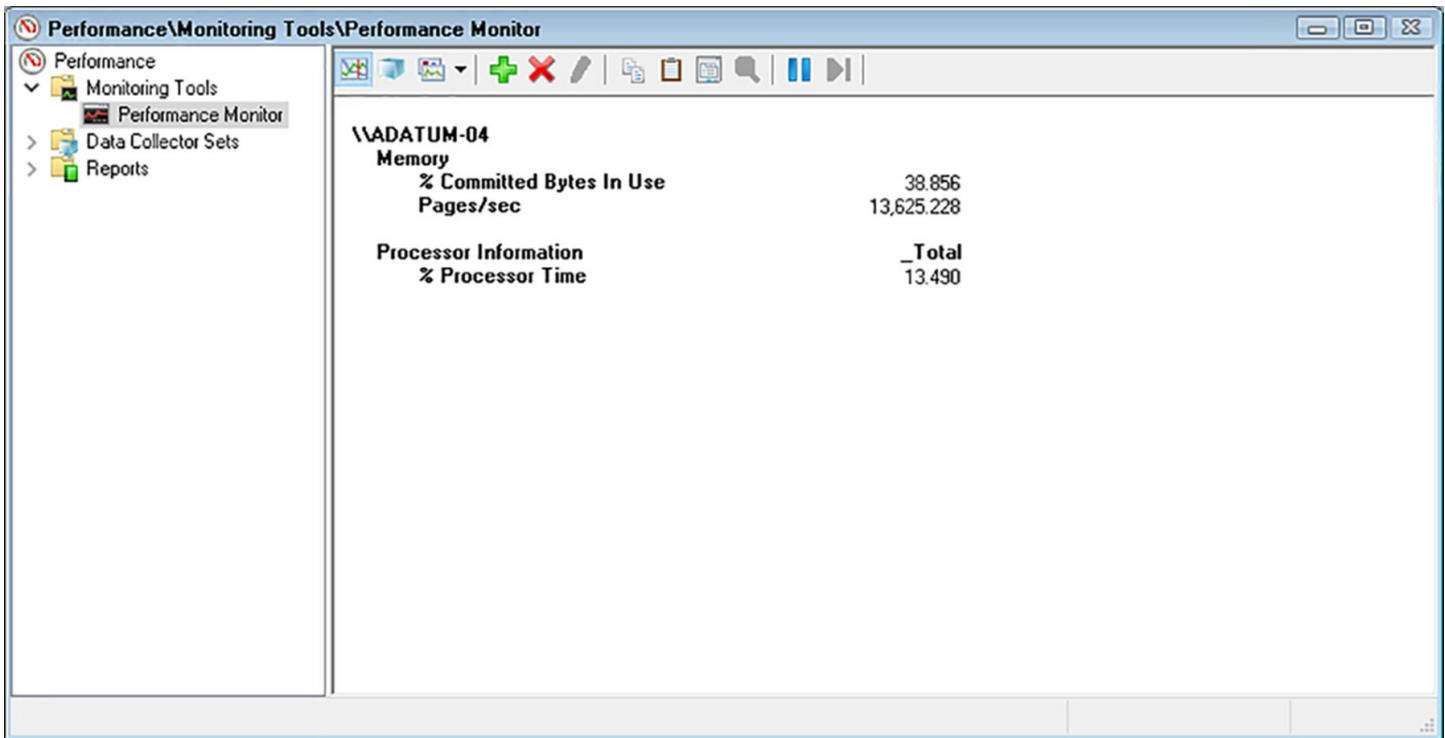 Performance\Monitoring Tools\Performance Monitor
Performance
Monitoring Tools
Performance Monitor
Data Collector Sets
Reports
\\ADATUM-04
Memory
% Committed Bytes In Use 38.856
Pages/sec 13,625.228
Processor Information _Total
% Processor Time 13.490